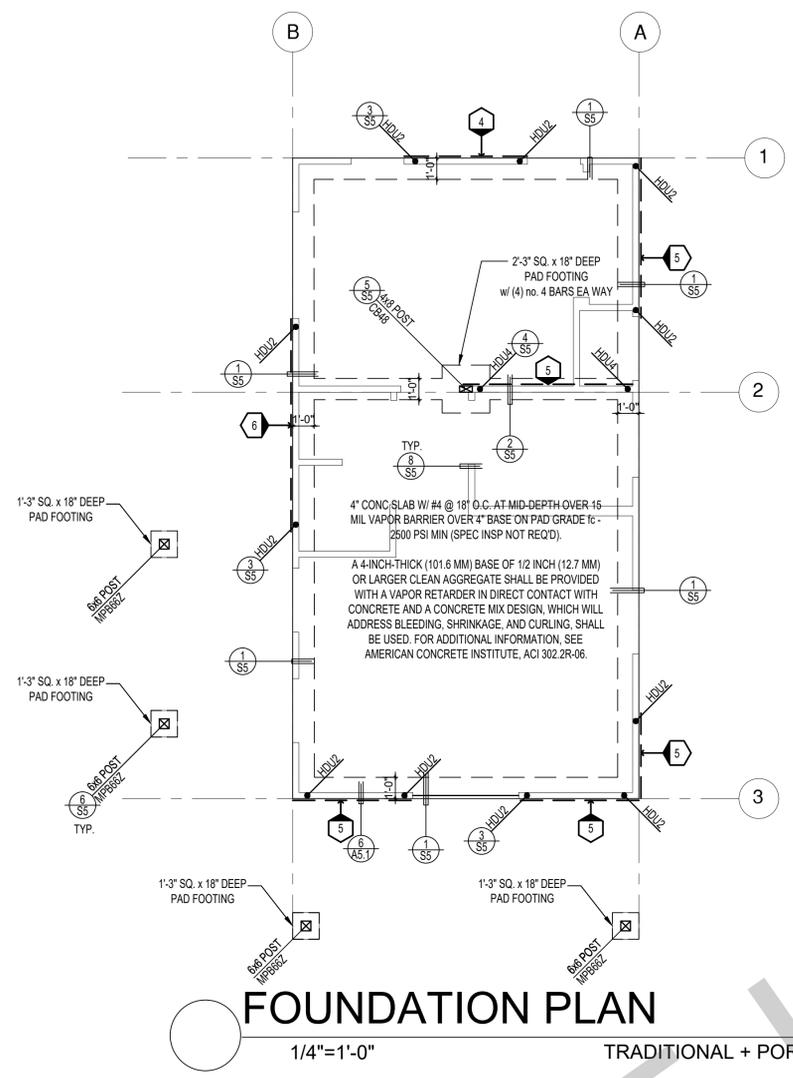 B
A
3
S5
HDU2
4
HDU2
1
S5
1
1'-0"
HDU2
5
2'-3" SQ. x 18" DEEP
PAD FOOTING
w/ (4) no. 4 BARS EA WAY
1
S5
5
S5
4x8 POST
CB48
HDU2
HDU2
4
S5
HDU4
HDU4
5
1
S5
1'-0"
2
1'-0"
1'-0"
6
2
S5
TYP.
8
S5
1'-3" SQ. x 18" DEEP
PAD FOOTING
4" CONC SLAB W/ #4 @ 18" O.C. AT MID-DEPTH OVER 15
MIL VAPOR BARRIER OVER 4" BASE ON PAD GRADE fc -
2500 PSI MIN (SPEC INSP NOT REQ'D).
HDU2
3
S5
A 4-INCH-THICK (101.6 MM) BASE OF 1/2 INCH (12.7 MM)
OR LARGER CLEAN AGGREGATE SHALL BE PROVIDED
WITH A VAPOR RETARDER IN DIRECT CONTACT WITH
CONCRETE AND A CONCRETE MIX DESIGN, WHICH WILL
ADDRESS BLEEDING, SHRINKAGE, AND CURLING, SHALL
BE USED. FOR ADDITIONAL INFORMATION, SEE
AMERICAN CONCRETE INSTITUTE, ACI 302.2R-06.
1
S5
6x6 POST
MPB66Z
1
S5
1'-3" SQ. x 18" DEEP
PAD FOOTING
HDU2
5
6x6 POST
MPB66Z
6
S5
TYP.
HDU2
HDU2
1'-0"
3
5
6
A5.1
1
S5
HDU2
3
S5
5
HDU2
1'-3" SQ. x 18" DEEP
PAD FOOTING
1'-3" SQ. x 18" DEEP
PAD FOOTING
6x6 POST
MPB66Z
6x6 POST
MPB66Z
FOUNDATION PLAN
1/4"=1'-0"
TRADITIONAL + POR